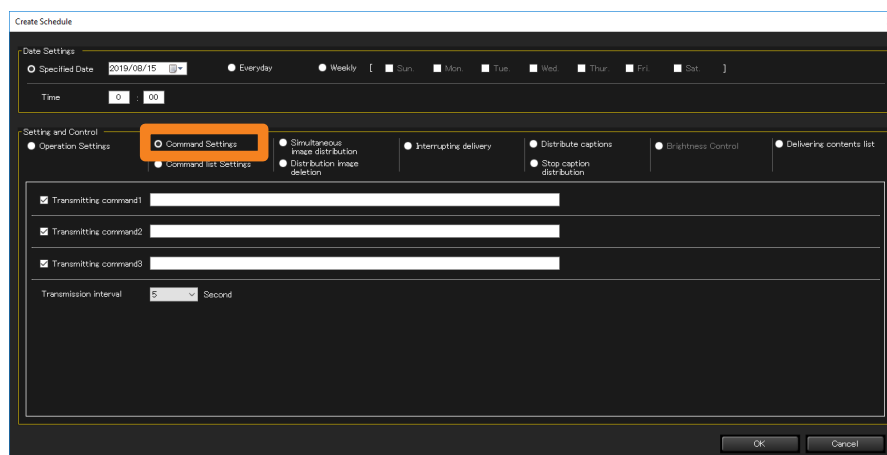 Create Schedule
Date Settings
Specified Date 2019/08/15 Everyday Weekly [ Sun. Mon. Tue. Wed. Thur. Fri. Sat. ]
Time 0 : 00
Setting and Control
Operation Settings
Command Settings
Command list Settings
Simultaneous
image distribution
Distribution image
deletion
Interrupting delivery
Distribute captions
Stop caption
distribution
Brightness Control
Delivering contents list
Transmitting command1
Transmitting command2
Transmitting command3
Transmission interval 5 Second
OK Cancel